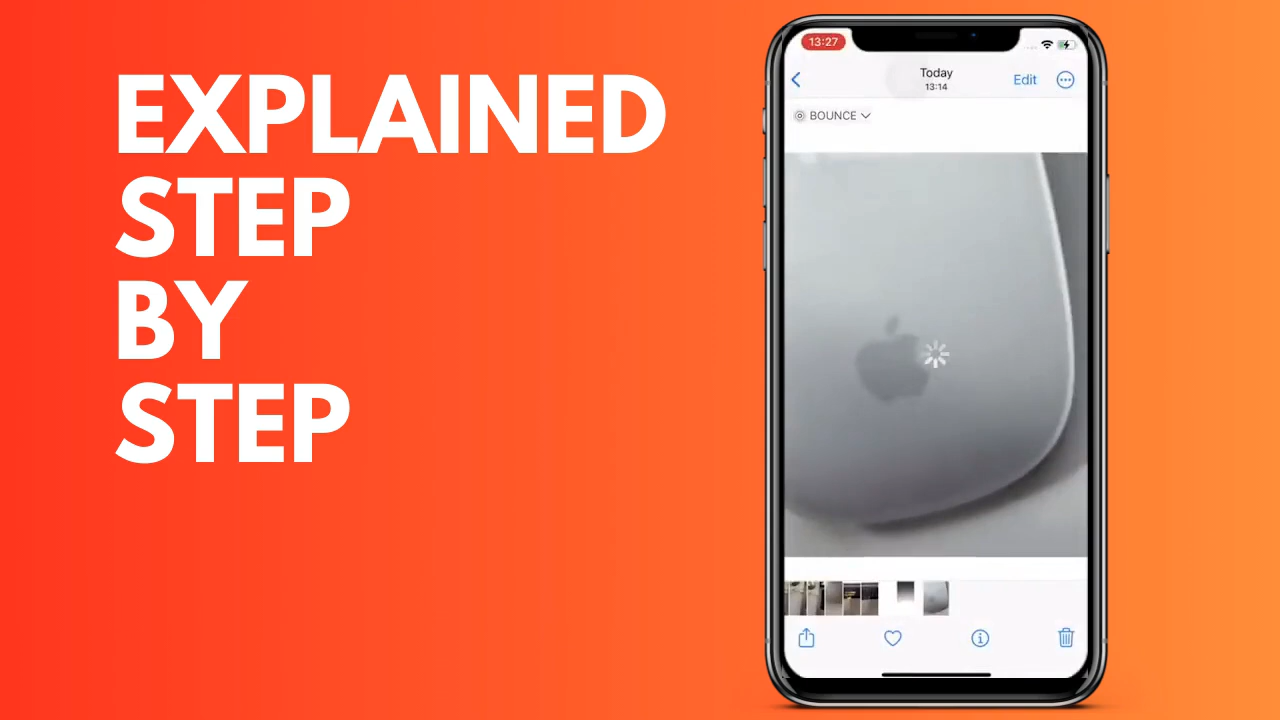 EXPLAINED
STEP
BY
STEP
13:27
Today
13:14
Edit
BOUNCE